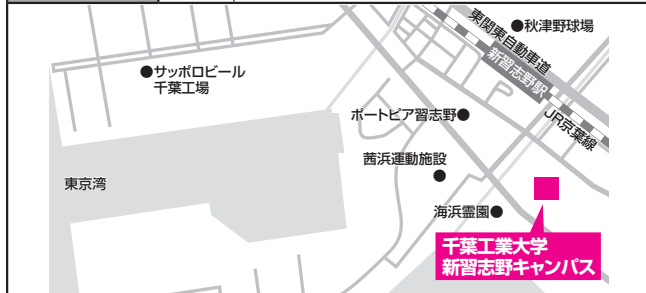 秋津野球場
東関東自動車道
新習志野駅
サッポロビール
千葉工場
ポートピア習志野
JR京葉線
茜浜運動施設
東京湾
海浜霊園
千葉工業大学
新習志野キャンパス